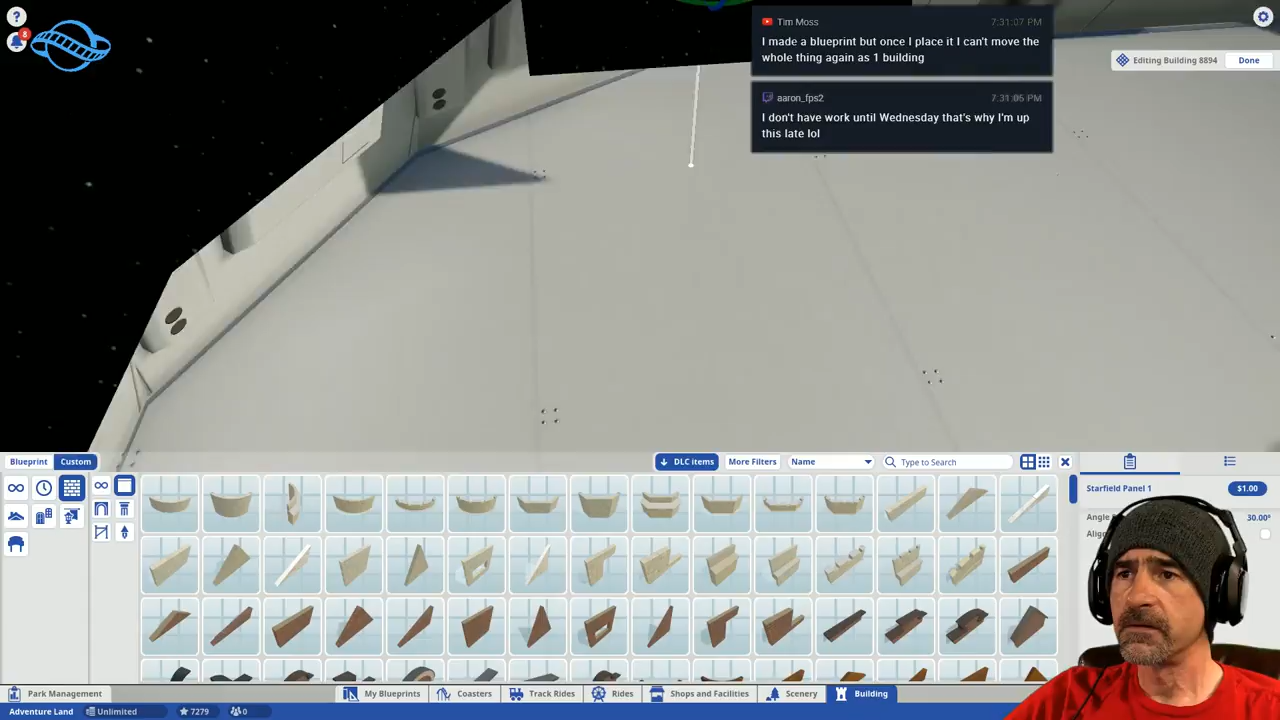 ?
8
Tim Moss 7:31:07 PM
I made a blueprint but once I place it I can't move the
whole thing again as 1 building
aaron_fps2 7:31:05 PM
I don't have work until Wednesday that's why I'm up
this late lol
Editing Building 8894 Done
Blueprint Custom
DLC items More Filters Name Type to Search
Starfield Panel 1 $1.00
Angle 30.00°
Park Management My Blueprints Coasters Track Rides Rides Shops and Facilities Scenery Building
Adventure Land Unlimited 7279 0